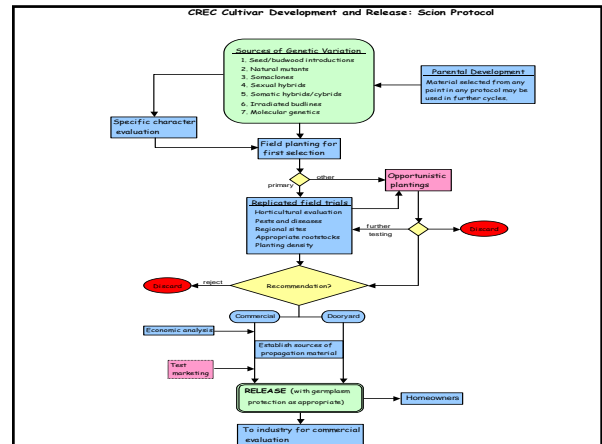 CREC Cultivar Development and Release: Scion Protocol
Sources of Genetic Variation
1. Seed/budwood introductions
2. Natural mutants
3. Somaclones
4. Sexual hybrids
5. Somatic hybrids/cybrids
6. Irradiated budlines
7. Molecular genetics
Parental Development
Material selected from any
point in any protocol may be
used in further cycles.
Specific character
evaluation
Field planting for
first selection
other
primary
Opportunistic
plantings
Replicated field trials
Horticultural evaluation
Pests and diseases
Regional sites
Appropriate rootstocks
Planting density
further
testing
Discard
Discard
reject
Recommendation?
Commercial
Dooryard
Economic analysis
Establish sources of
propagation material
Test
marketing
RELEASE (with germplasm
protection as appropriate)
Homeowners
To industry for commercial
evaluation